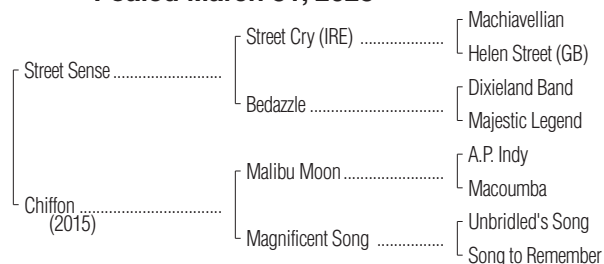 Street Sense
Chiffon
(2015)
Street Cry (IRE)
Bedazzle
Malibu Moon
Magnificent Song
Machiavellian
Helen Street (GB)
Dixieland Band
Majestic Legend
A.P. Indy
Macoumba
Unbridled's Song
Song to Remember